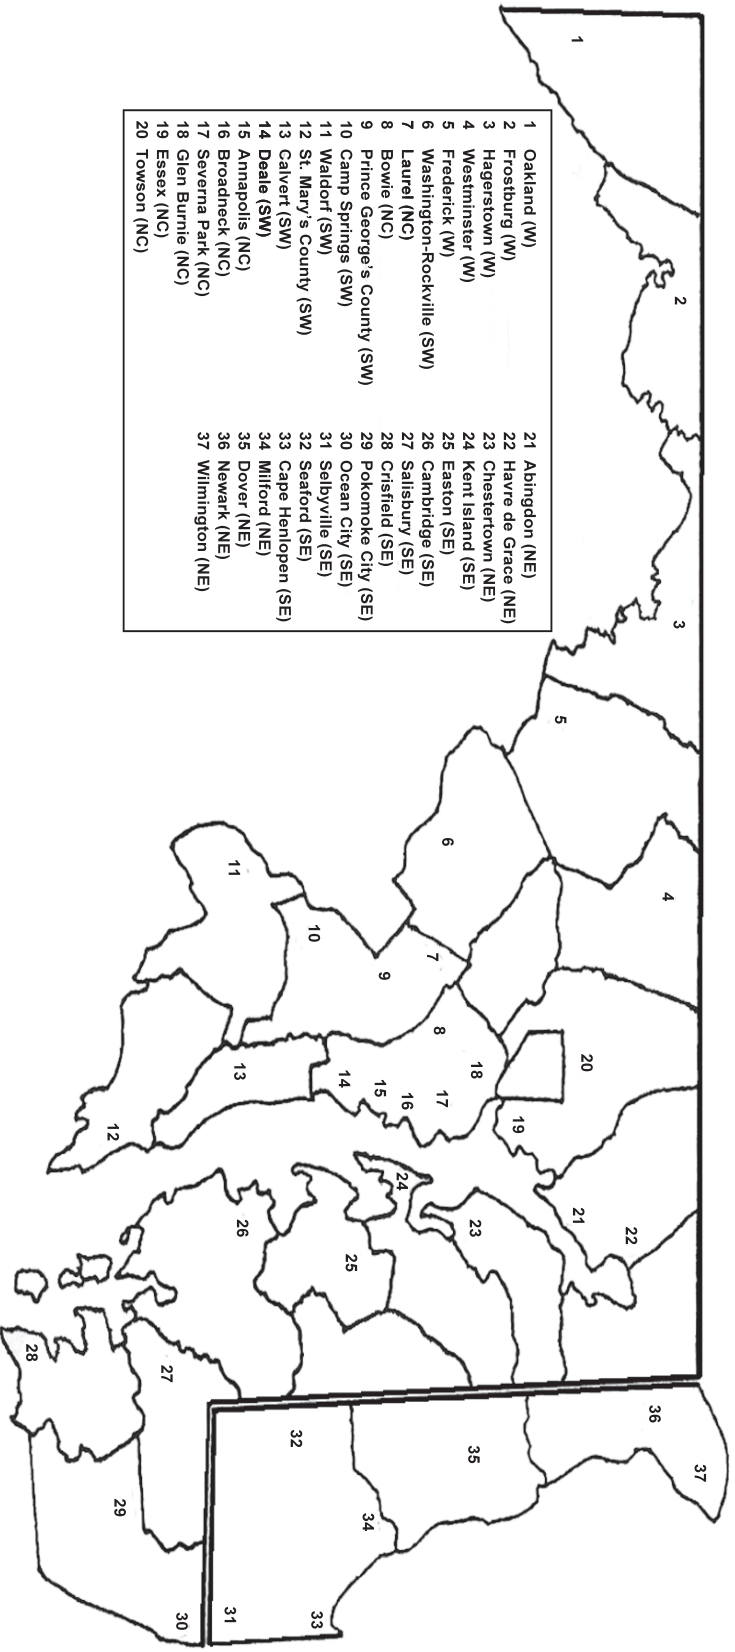 1 Oakland (W)
2 Frostburg (W)
3 Hagerstown (W)
4 Westminster (W)
5 Frederick (W)
6 Washington-Rockville (SW)
7 Laurel (NC)
8 Bowie (NC)
9 Prince George's County (SW)
10 Camp Springs (SW)
11 Waldorf (SW)
12 St. Mary's County (SW)
13 Calvert (SW)
14 Deale (SW)
15 Annapolis (NC)
16 Broadneck (NC)
17 Severna Park (NC)
18 Glen Burnie (NC)
19 Essex (NC)
20 Towson (NC)
21 Abingdon (NE)
22 Havre de Grace (NE)
23 Chestertown (NE)
24 Kent Island (SE)
25 Easton (SE)
26 Cambridge (SE)
27 Salisbury (SE)
28 Crisfield (SE)
29 Pokomoke City (SE)
30 Ocean City (SE)
31 Selbyville (SE)
32 Seaford (SE)
33 Cape Henlopen (SE)
34 Milford (NE)
35 Dover (NE)
36 Newark (NE)
37 Wilmington (NE)
1
2
3
4
5
6
7
8
9
10
11
12
13
14
15
16
17
18
19
20
21
22
23
24
25
26
27
28
29
30
31
32
33
34
35
36
37